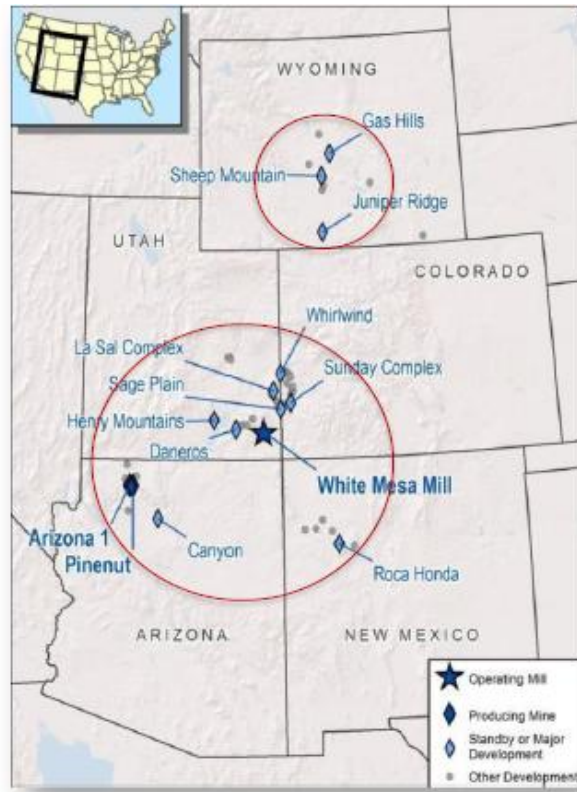 WYOMING
Gas Hills
Sheep Mountain
Juniper Ridge
UTAH
COLORADO
Whirlwind
La Sal Complex
Sunday Complex
Sage Plain
Henry Mountains
Daneros
White Mesa Mill
Arizona 1
Pinenut
Canyon
Roca Honda
ARIZONA
NEW MEXICO
Operating Mill
Producing Mine
Standby or Major
Development
Other Development